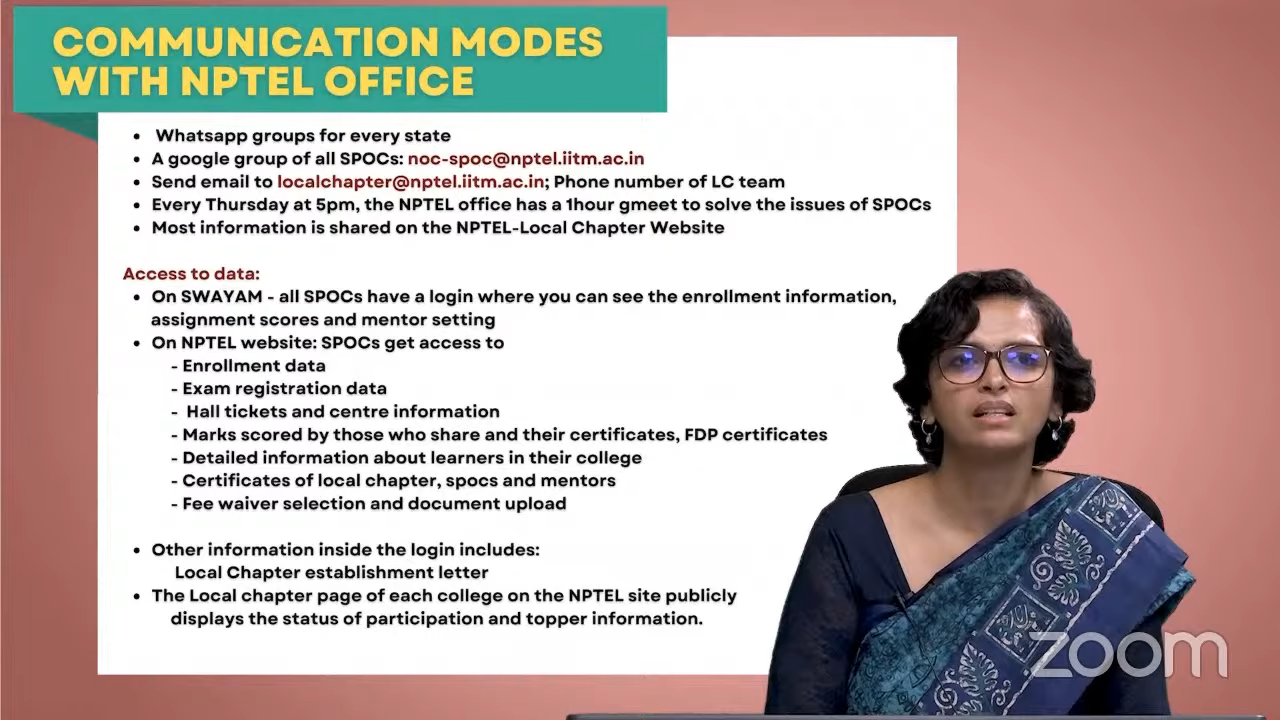 COMMUNICATION MODES
WITH NPTEL OFFICE
• Whatsapp groups for every state
• A google group of all SPOCs: noc-spoc@nptel.iitm.ac.in
• Send email to localchapter@nptel.iitm.ac.in; Phone number of LC team
• Every Thursday at 5pm, the NPTEL office has a 1hour gmeet to solve the issues of SPOCs
• Most information is shared on the NPTEL-Local Chapter Website
Access to data:
• On SWAYAM - all SPOCs have a login where you can see the enrollment information,
assignment scores and mentor setting
• On NPTEL website: SPOCs get access to
- Enrollment data
- Exam registration data
- Hall tickets and centre information
- Marks scored by those who share and their certificates, FDP certificates
- Detailed information about learners in their college
- Certificates of local chapter, spocs and mentors
- Fee waiver selection and document upload
• Other information inside the login includes:
Local Chapter establishment letter
• The Local chapter page of each college on the NPTEL site publicly
displays the status of participation and topper information.
zoom